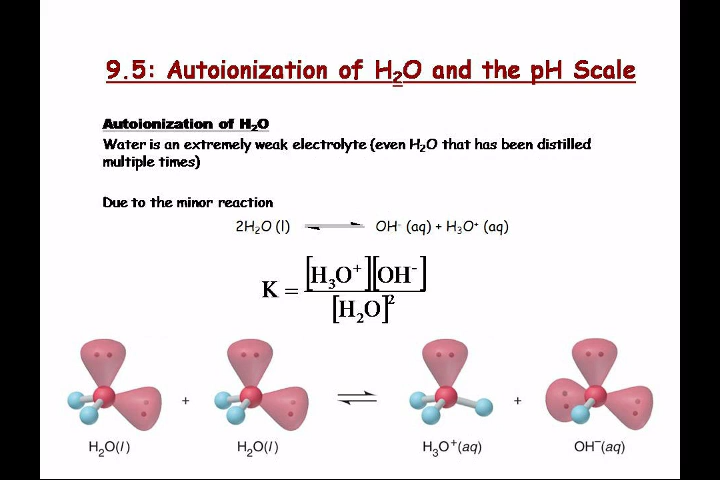 9.5: Autoionization of H₂O and the pH Scale
Autoionization of H₂O
Water is an extremely weak electrolyte (even H₂O that has been distilled
multiple times)
Due to the minor reaction
2H₂O (l) ⇌ OH⁻ (aq) + H₃O⁺ (aq)
K = [H₃O⁺][OH⁻] / [H₂O]²
+ ⇌ +
H₂O(l) H₂O(l) H₃O⁺(aq) OH⁻(aq)